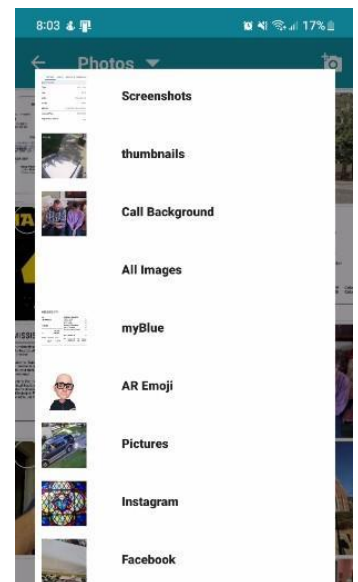 8:03
17%
Photos
Screenshots
thumbnails
Call Background
All Images
myBlue
AR Emoji
Pictures
Instagram
Facebook